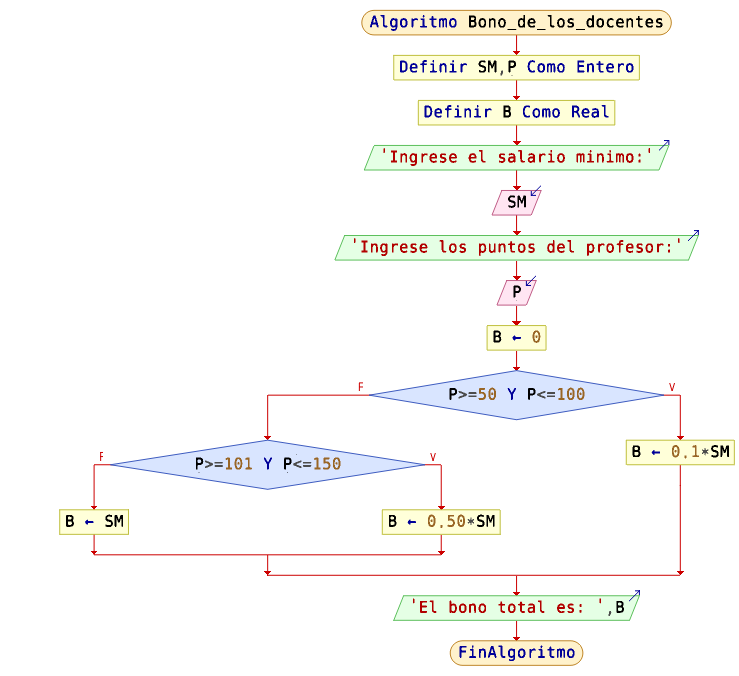 Algoritmo Bono_de_los_docentes
Definir SM,P Como Entero
Definir B Como Real
'Ingrese el salario minimo:'
SM
'Ingrese los puntos del profesor:'
P
B ← 0
F
V
P>=50 Y P<=100
B ← 0.1*SM
F
V
P>=101 Y P<=150
B ← SM
B ← 0.50*SM
'El bono total es: ',B
FinAlgoritmo